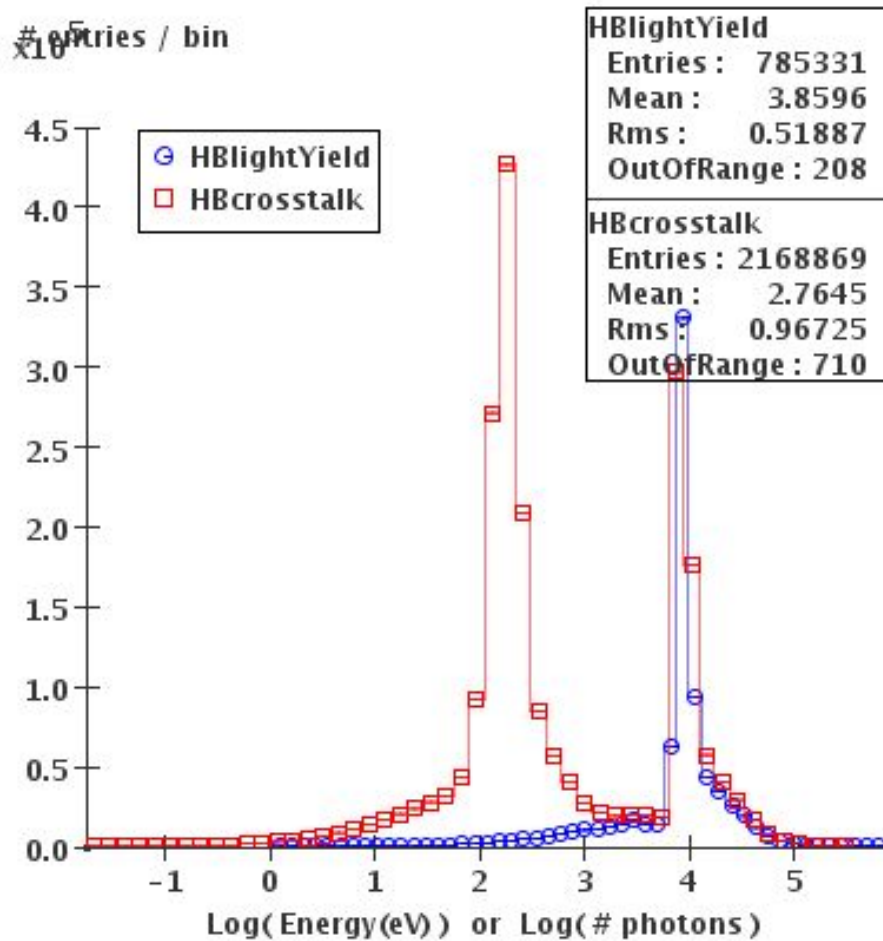 # entries / bin
x10 5
HBlightYield
Entries : 785331
Mean : 3.8596
Rms : 0.51887
OutOfRange : 208
HBcrosstalk
Entries : 2168869
Mean : 2.7645
Rms : 0.96725
OutOfRange : 710
HBlightYield
HBcrosstalk
4.5
4.0
3.5
3.0
2.5
2.0
1.5
1.0
0.5
0.0
-1 0 1 2 3 4 5
Log(Energy(eV)) or Log(# photons)